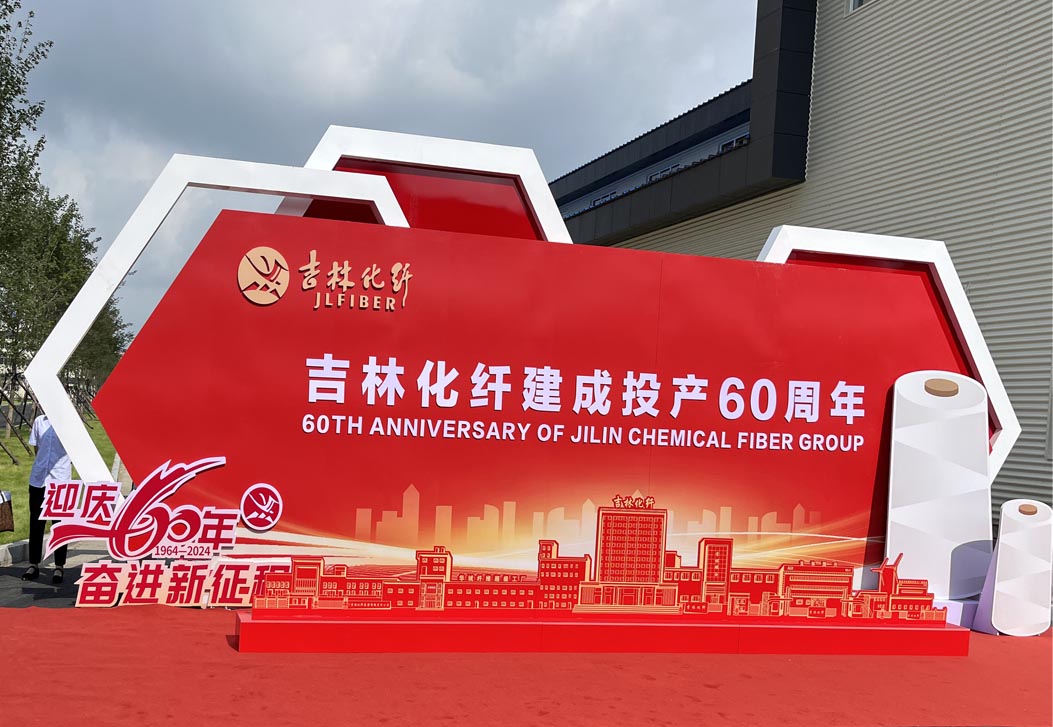 吉林化纤
JLFIBER
吉林化纤建成投产60周年
60TH ANNIVERSARY OF JILIN CHEMICAL FIBER GROUP
迎庆60年
1964—2024
奋进新征程
吉林化纤